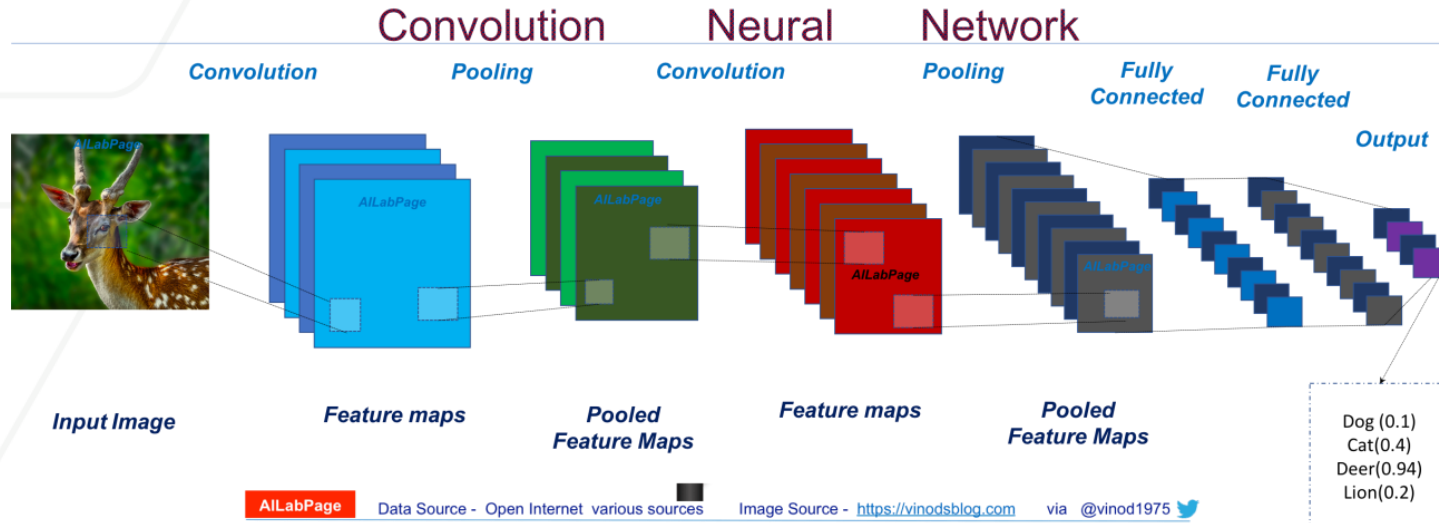 Convolution Neural Network
Convolution Pooling Convolution Pooling Fully Connected Fully Connected
Output
AILabPage
AILabPage
AILabPage
AILabPage
AILabPage
Input Image
Feature maps
Pooled
Feature Maps
Feature maps
Pooled
Feature Maps
Dog (0.1)
Cat(0.4)
Deer(0.94)
Lion(0.2)
AILabPage Data Source - Open Internet various sources Image Source - https://vinodsblog.com via @vinod1975